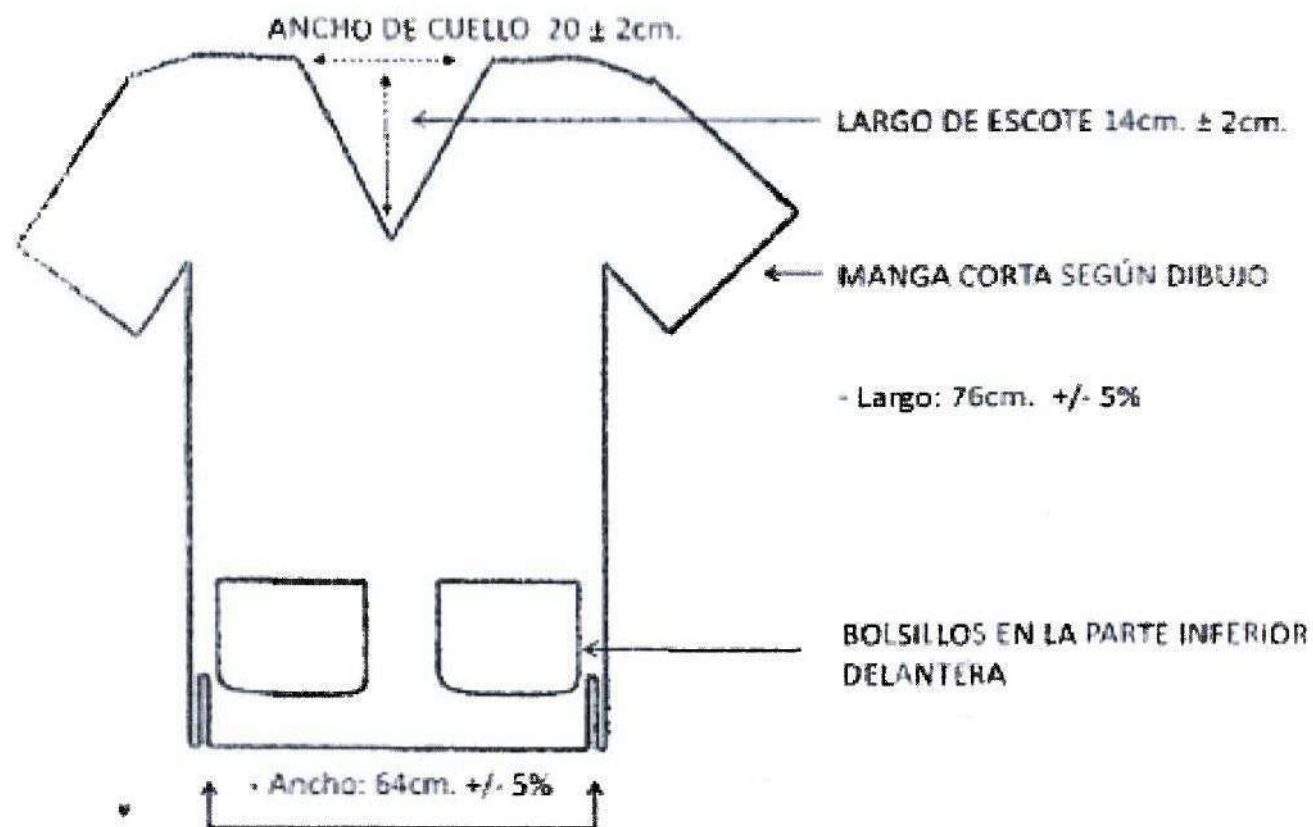 ANCHO DE CUELLO 20 ± 2cm.
LARGO DE ESCOTE 14cm. ± 2cm.
MANGA CORTA SEGÚN DIBUJO
- Largo: 76cm. +/- 5%
BOLSILLOS EN LA PARTE INFERIOR
DELANTERA
- Ancho: 64cm. +/- 5%